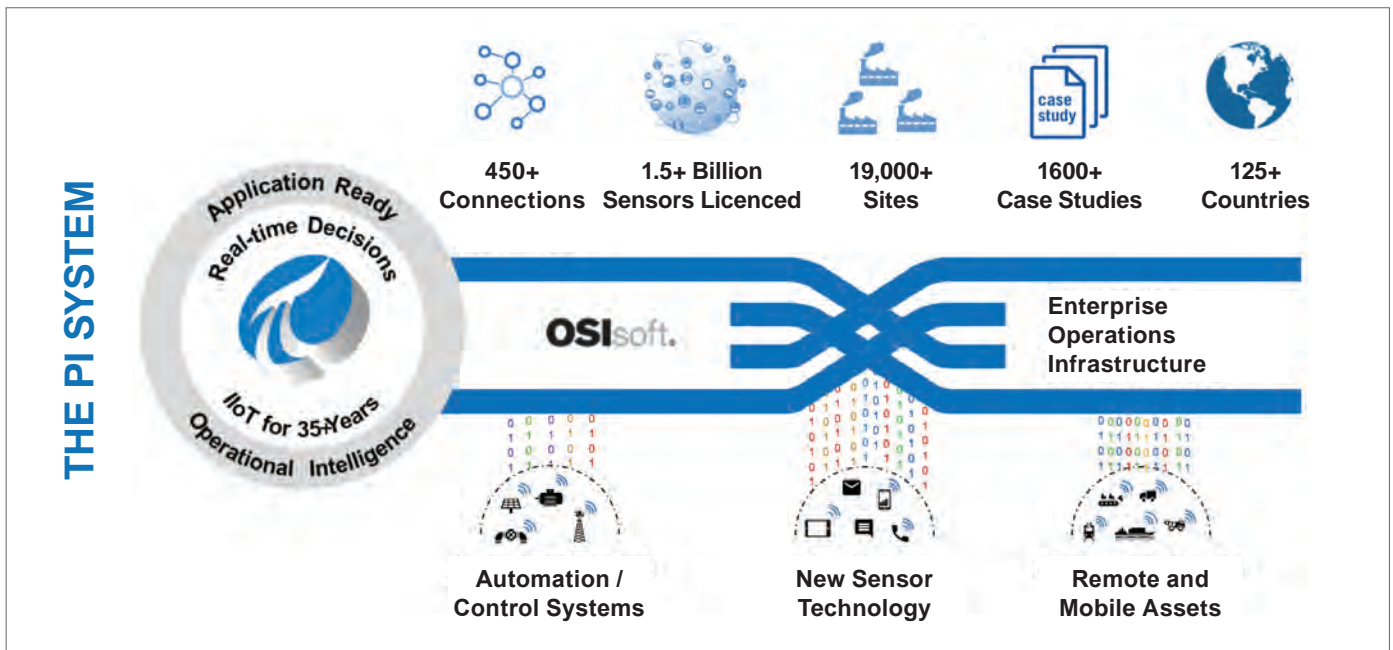 THE PI SYSTEM
Application Ready
Real-time Decisions
IIoT for 35+Years
Operational Intelligence
case
study
450+
Connections
1.5+ Billion
Sensors Licenced
19,000+
Sites
1600+
Case Studies
125+
Countries
OSIsoft.
Enterprise
Operations
Infrastructure
Automation /
Control Systems
New Sensor
Technology
Remote and
Mobile Assets